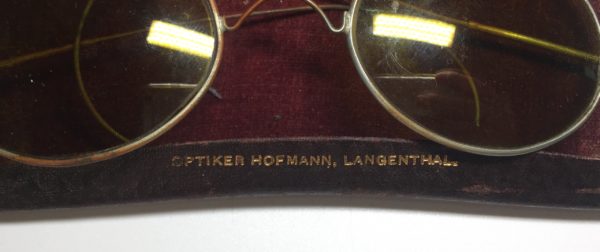 OPTIKER HOFMANN, LANGENTHAL.